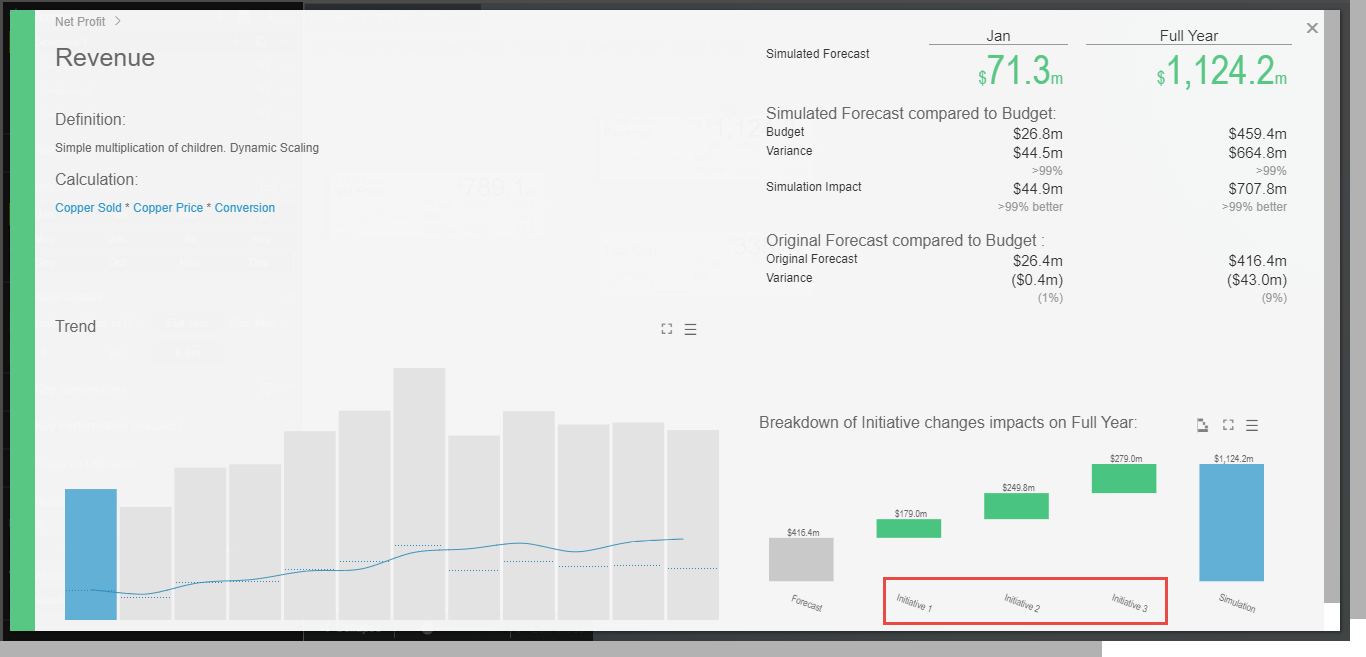 Net Profit >
Revenue
Definition:
Simple multiplication of children. Dynamic Scaling
Calculation:
Copper Sold * Copper Price * Conversion
Jan Full Year
Simulated Forecast $71.3m $1,124.2m
Simulated Forecast compared to Budget:
Budget $26.8m $459.4m
Variance $44.5m $664.8m
>99% >99%
Simulation Impact $44.9m $707.8m
>99% better >99% better
Original Forecast compared to Budget :
Original Forecast $26.4m $416.4m
Variance ($0.4m) ($43.0m)
(1%) (9%)
Trend
Breakdown of Initiative changes impacts on Full Year:
$416.4m
$179.0m
$249.8m
$279.0m
$1,124.2m
Forecast
Initiative 1
Initiative 2
Initiative 3
Simulation